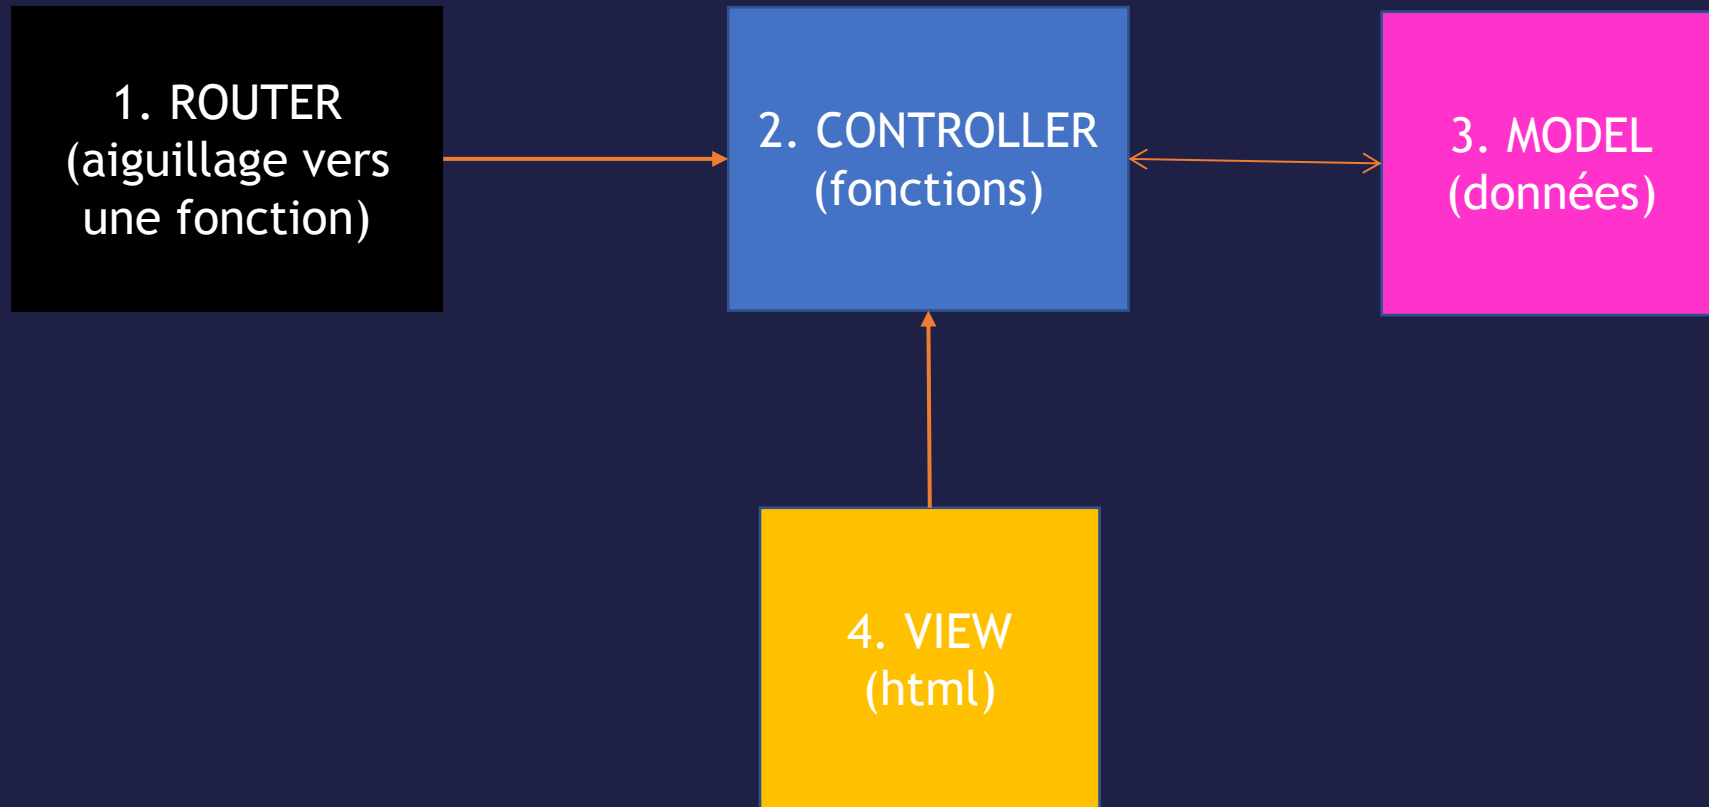 1. ROUTER
(aiguillage vers
une fonction)
2. CONTROLLER
(fonctions)
3. MODEL
(données)
4. VIEW
(html)